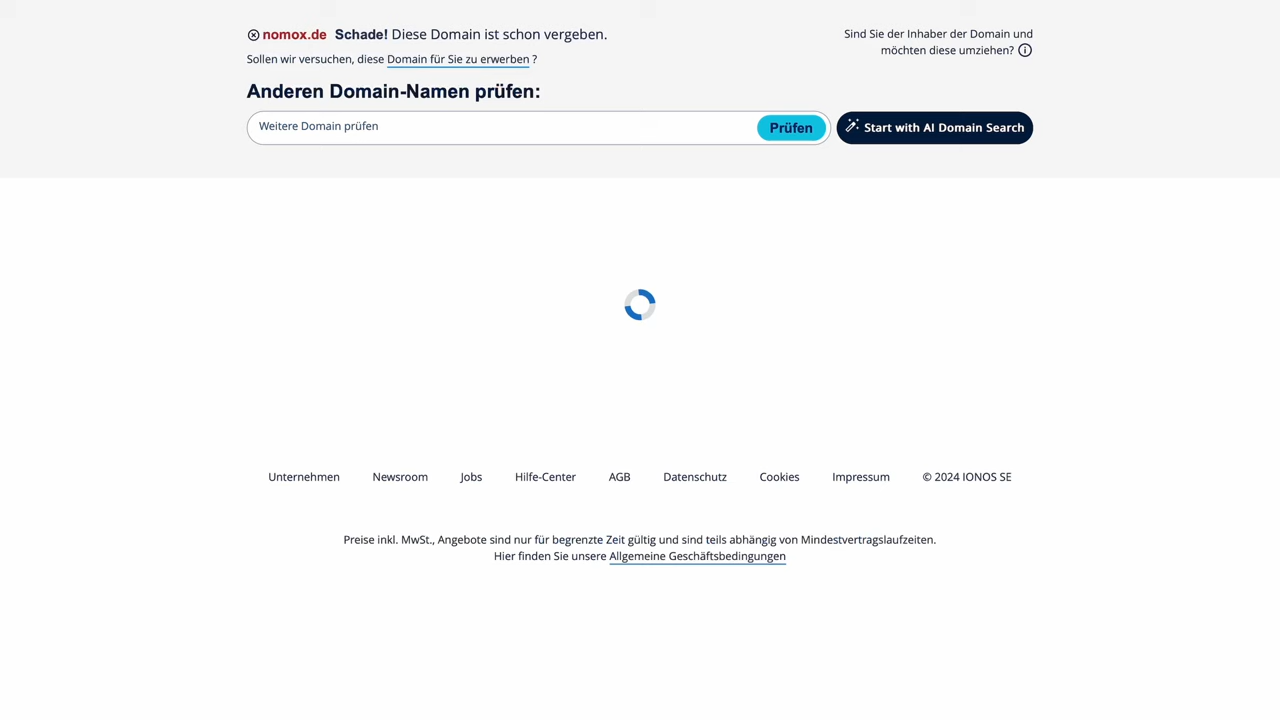 nomox.de Schade! Diese Domain ist schon vergeben.
Sollen wir versuchen, diese Domain für Sie zu erwerben ?
Sind Sie der Inhaber der Domain und
möchten diese umziehen?
Anderen Domain-Namen prüfen:
Weitere Domain prüfen
Prüfen
Start with AI Domain Search
Unternehmen Newsroom Jobs Hilfe-Center AGB Datenschutz Cookies Impressum © 2024 IONOS SE
Preise inkl. MwSt., Angebote sind nur für begrenzte Zeit gültig und sind teils abhängig von Mindestvertragslaufzeiten.
Hier finden Sie unsere Allgemeine Geschäftsbedingungen